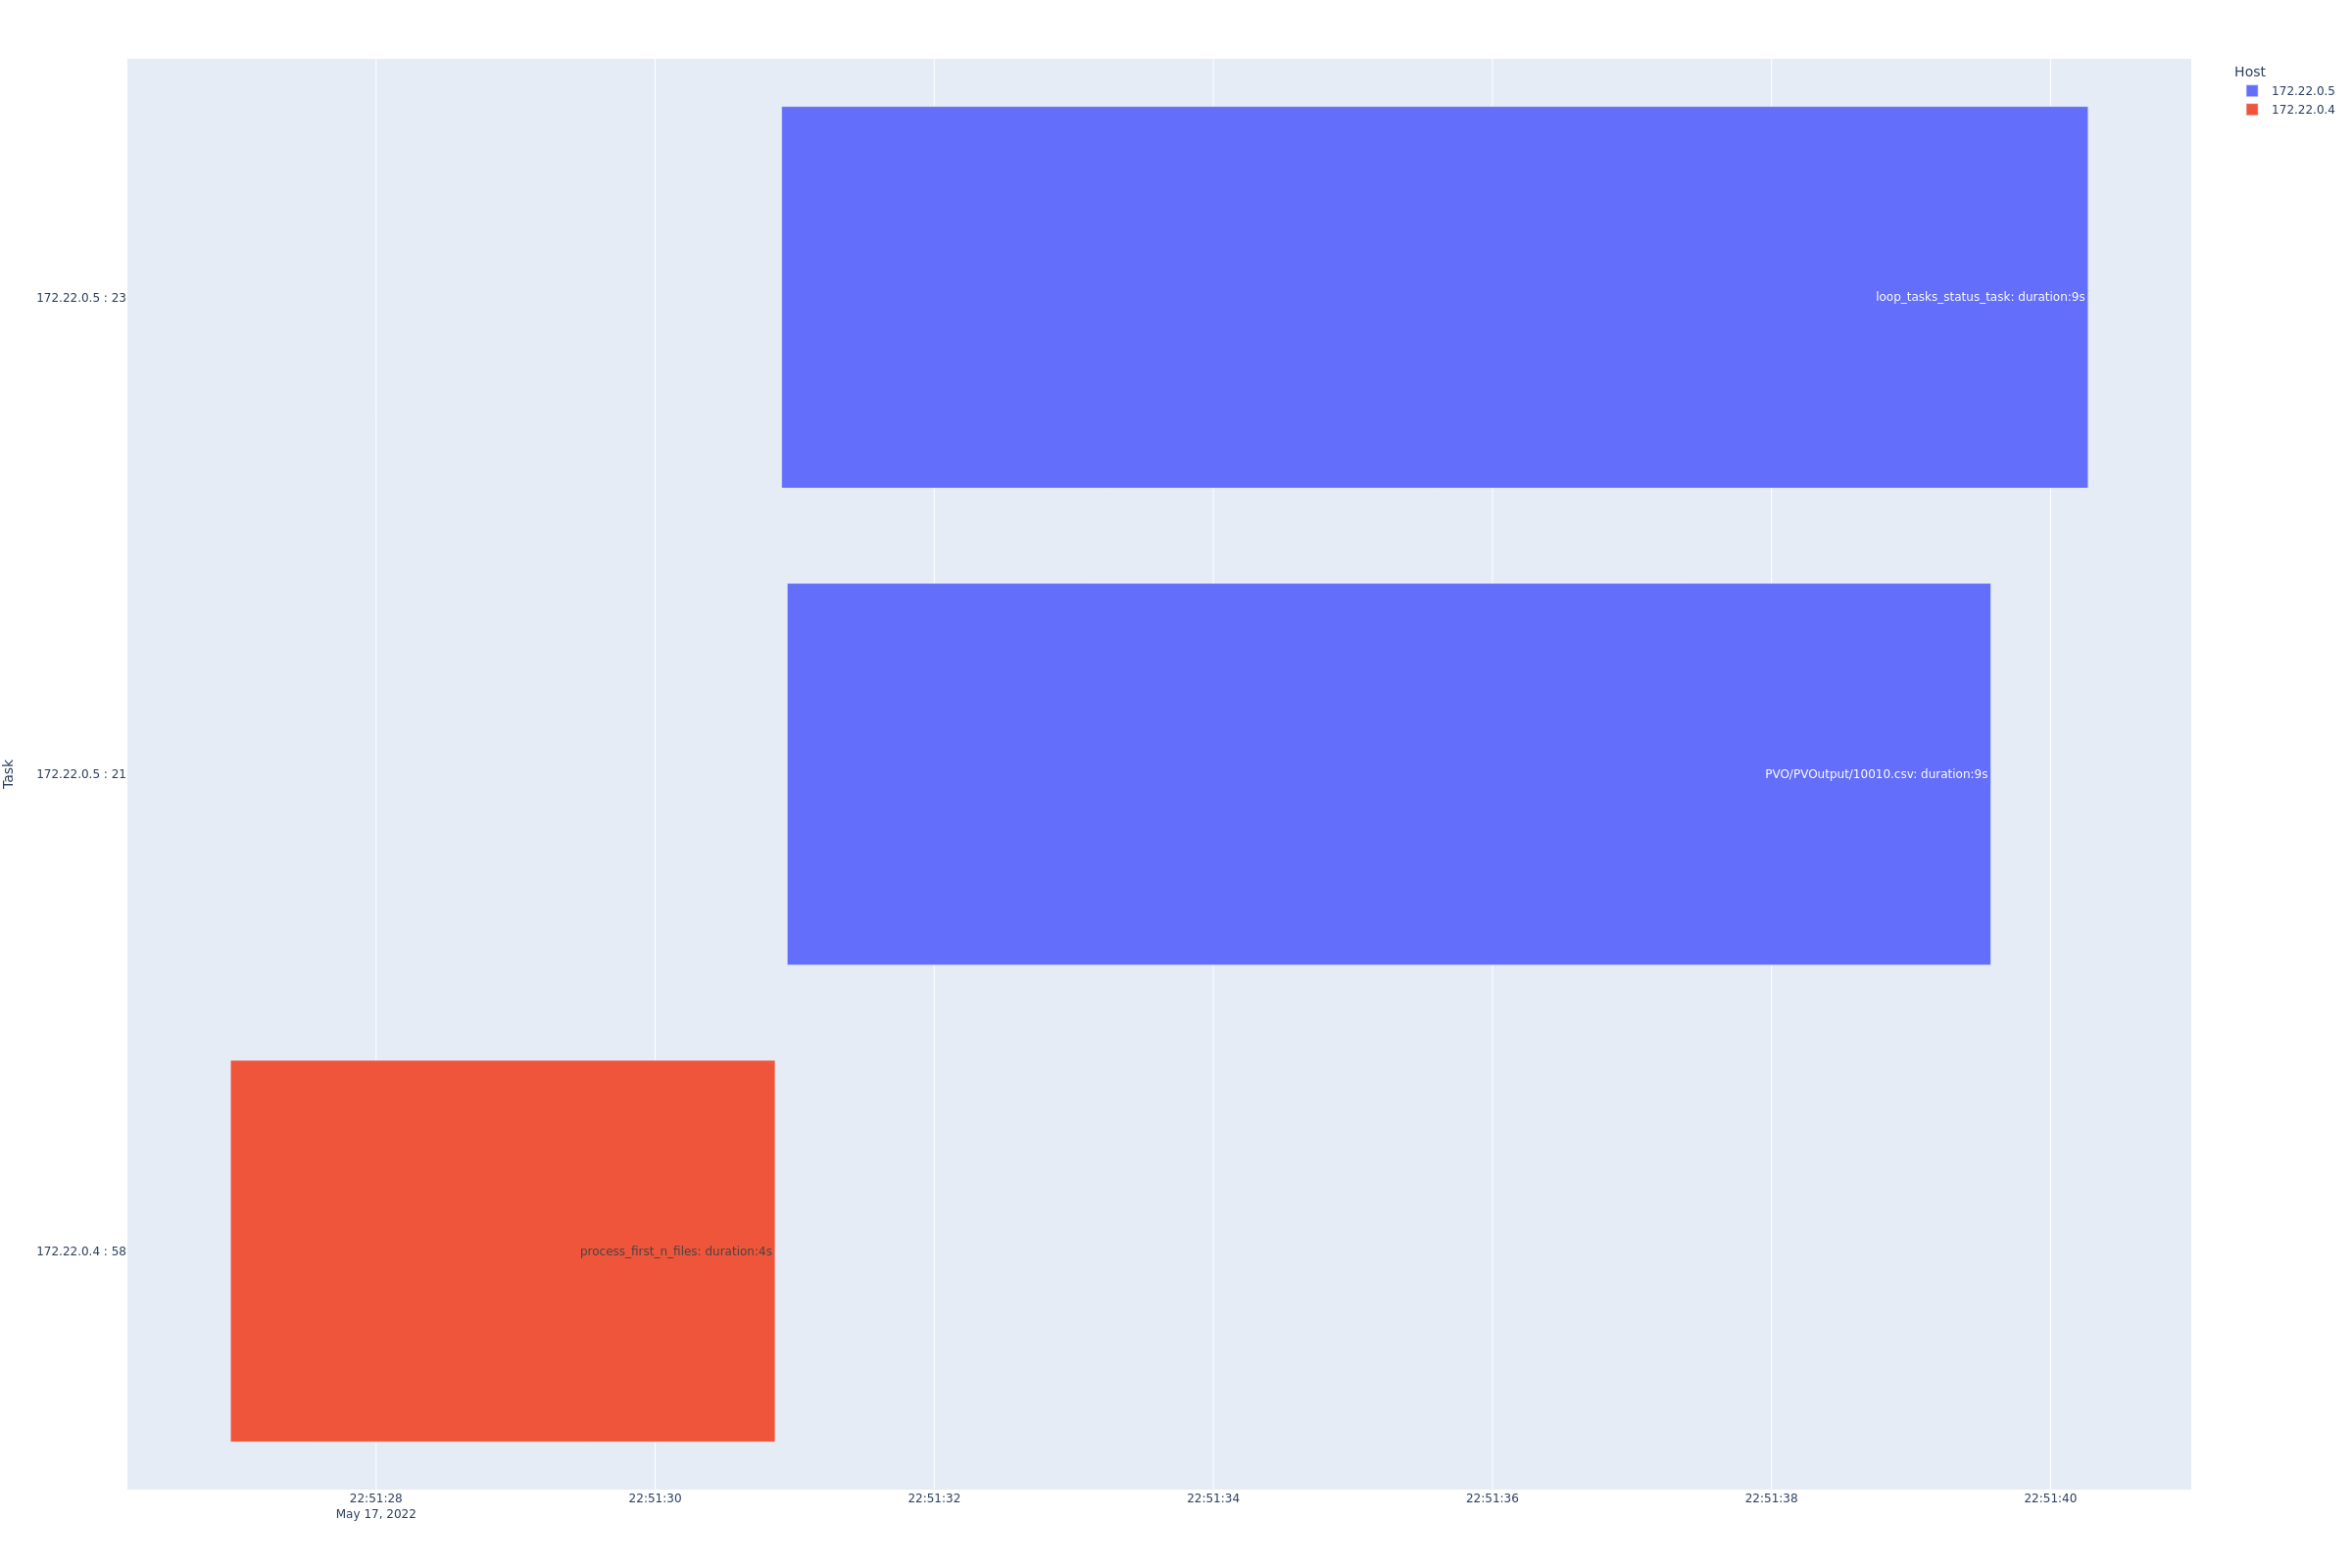 Host
172.22.0.5
172.22.0.4
172.22.0.5 : 23
loop_tasks_status_task: duration:9s
Task
172.22.0.5 : 21
PVO/PVOutput/10010.csv: duration:9s
172.22.0.4 : 58
process_first_n_files: duration:4s
22:51:28 22:51:30 22:51:32 22:51:34 22:51:36 22:51:38 22:51:40
May 17, 2022